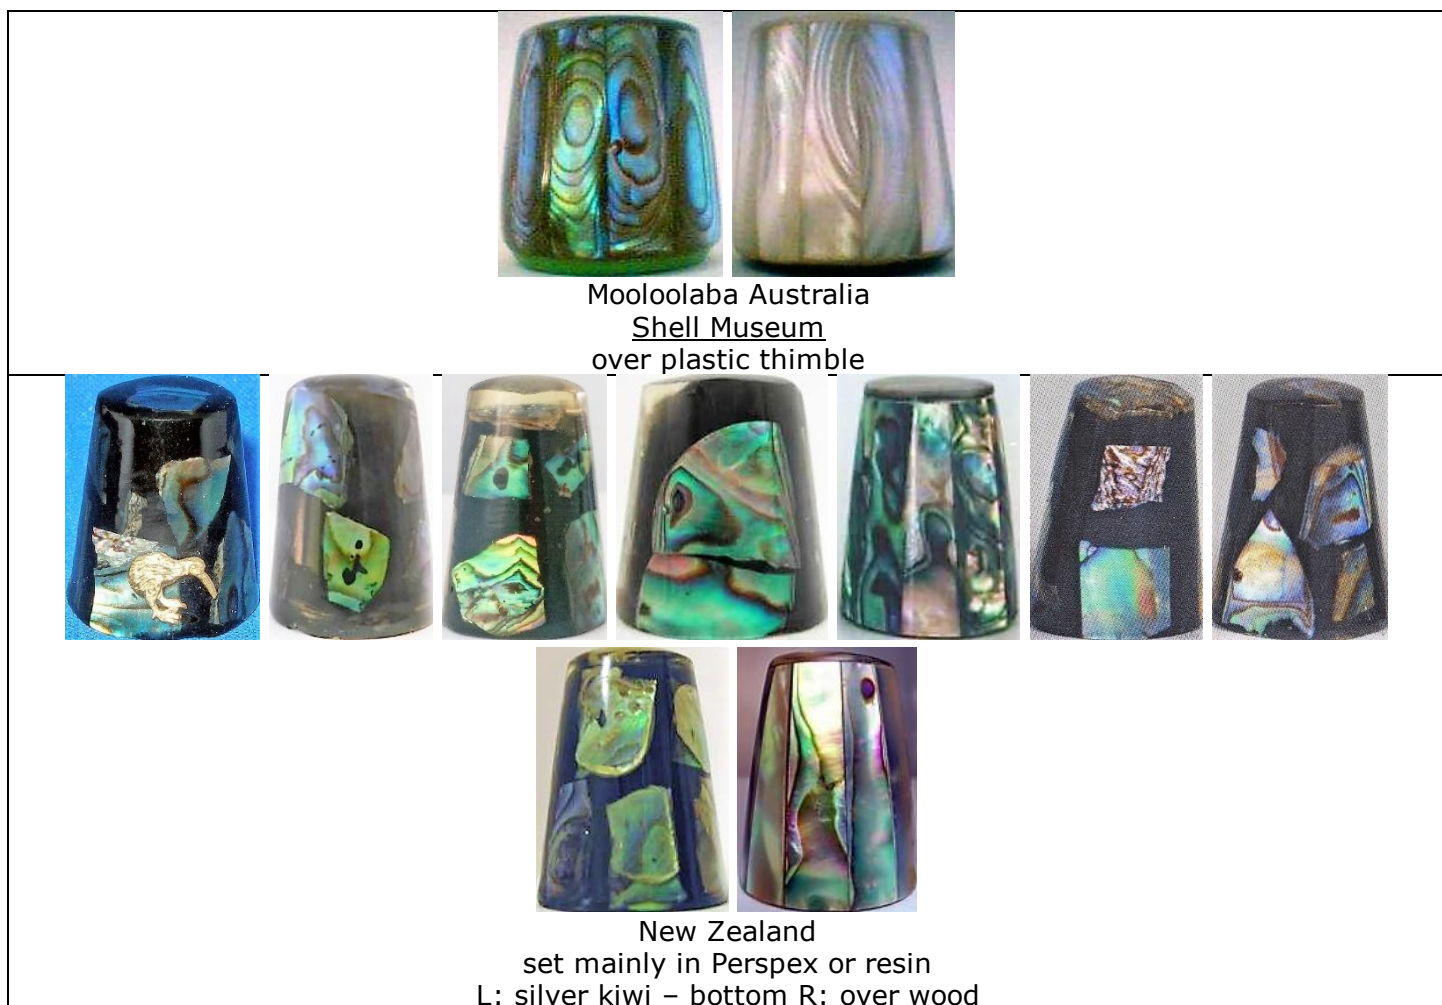 Mooloolaba Australia
Shell Museum
over plastic thimble
New Zealand
set mainly in Perspex or resin
L: silver kiwi – bottom R: over wood